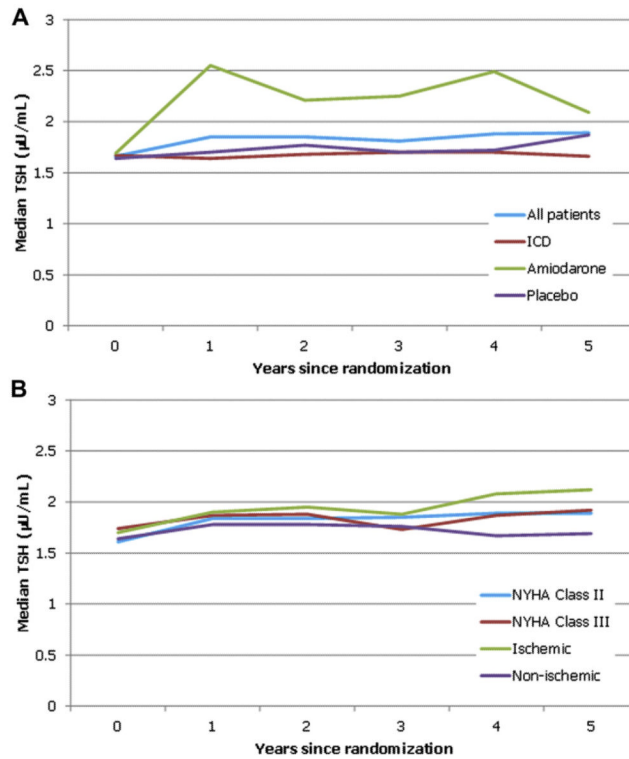 A
3
2.5
2
1.5
1
0.5
0
Median TSH (µU/mL)
All patients
ICD
Amiodarone
Placebo
0 1 2 3 4 5
Years since randomization
B
3
2.5
2
1.5
1
0.5
0
Median TSH (µU/mL)
NYHA Class II
NYHA Class III
Ischemic
Non-ischemic
0 1 2 3 4 5
Years since randomization